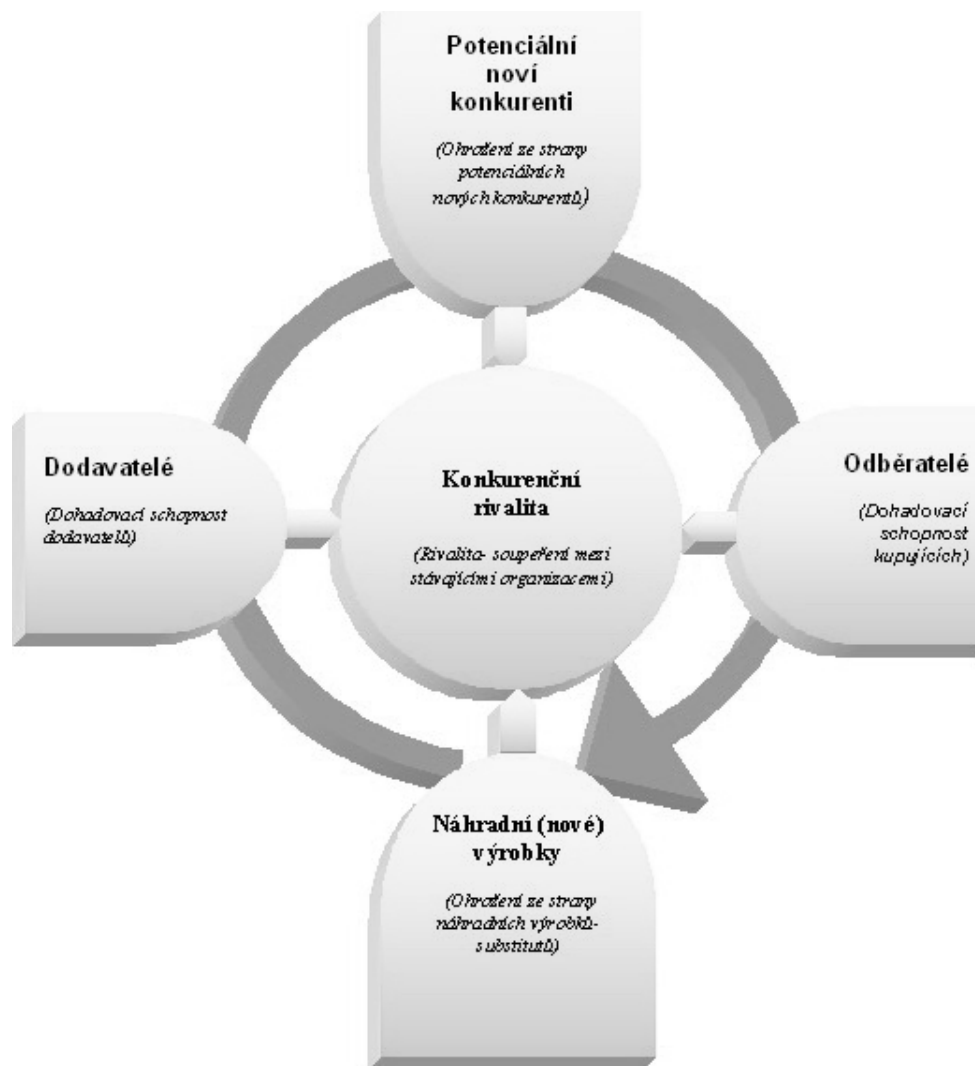 Potenciální
noví
konkurenti
(Ohrožení ze strany
potenciálních
nových konkurentů)
Dodavatelé
(Dohadovací schopnost
dodavatelů)
Konkurenční
rivalita
(Rivalita- soupeření mezi
stávajícími organizacemi)
Odběratelé
(Dohadovací
schopnost
kupujících)
Náhradní (nové)
výrobky
(Ohrožení ze strany
náhradních výrobků-
substitutů)